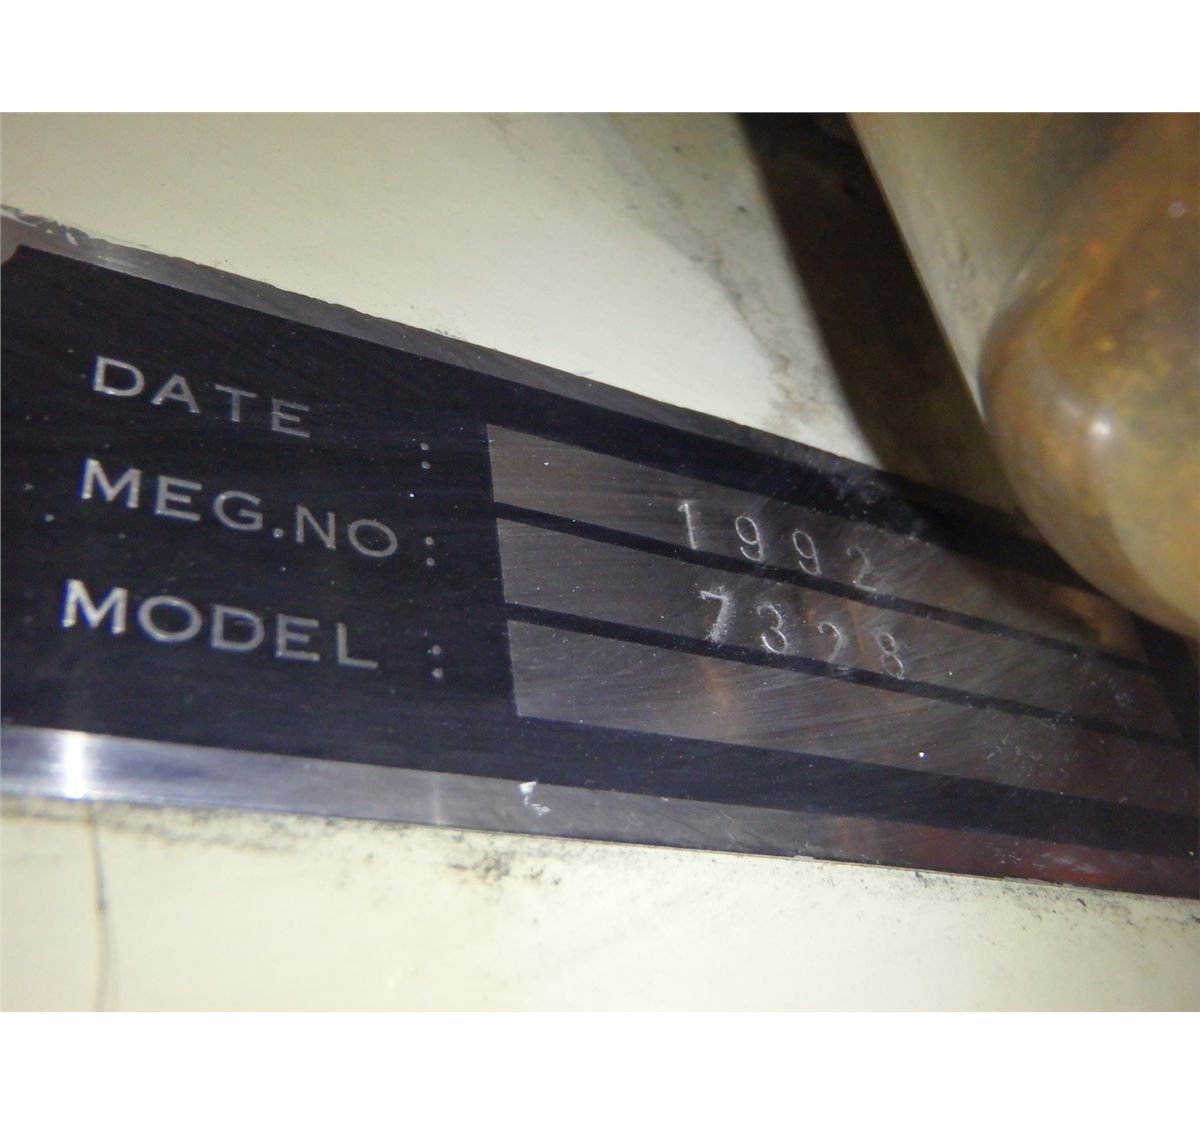 DATE : 1992
MEG.NO : 7328
MODEL :